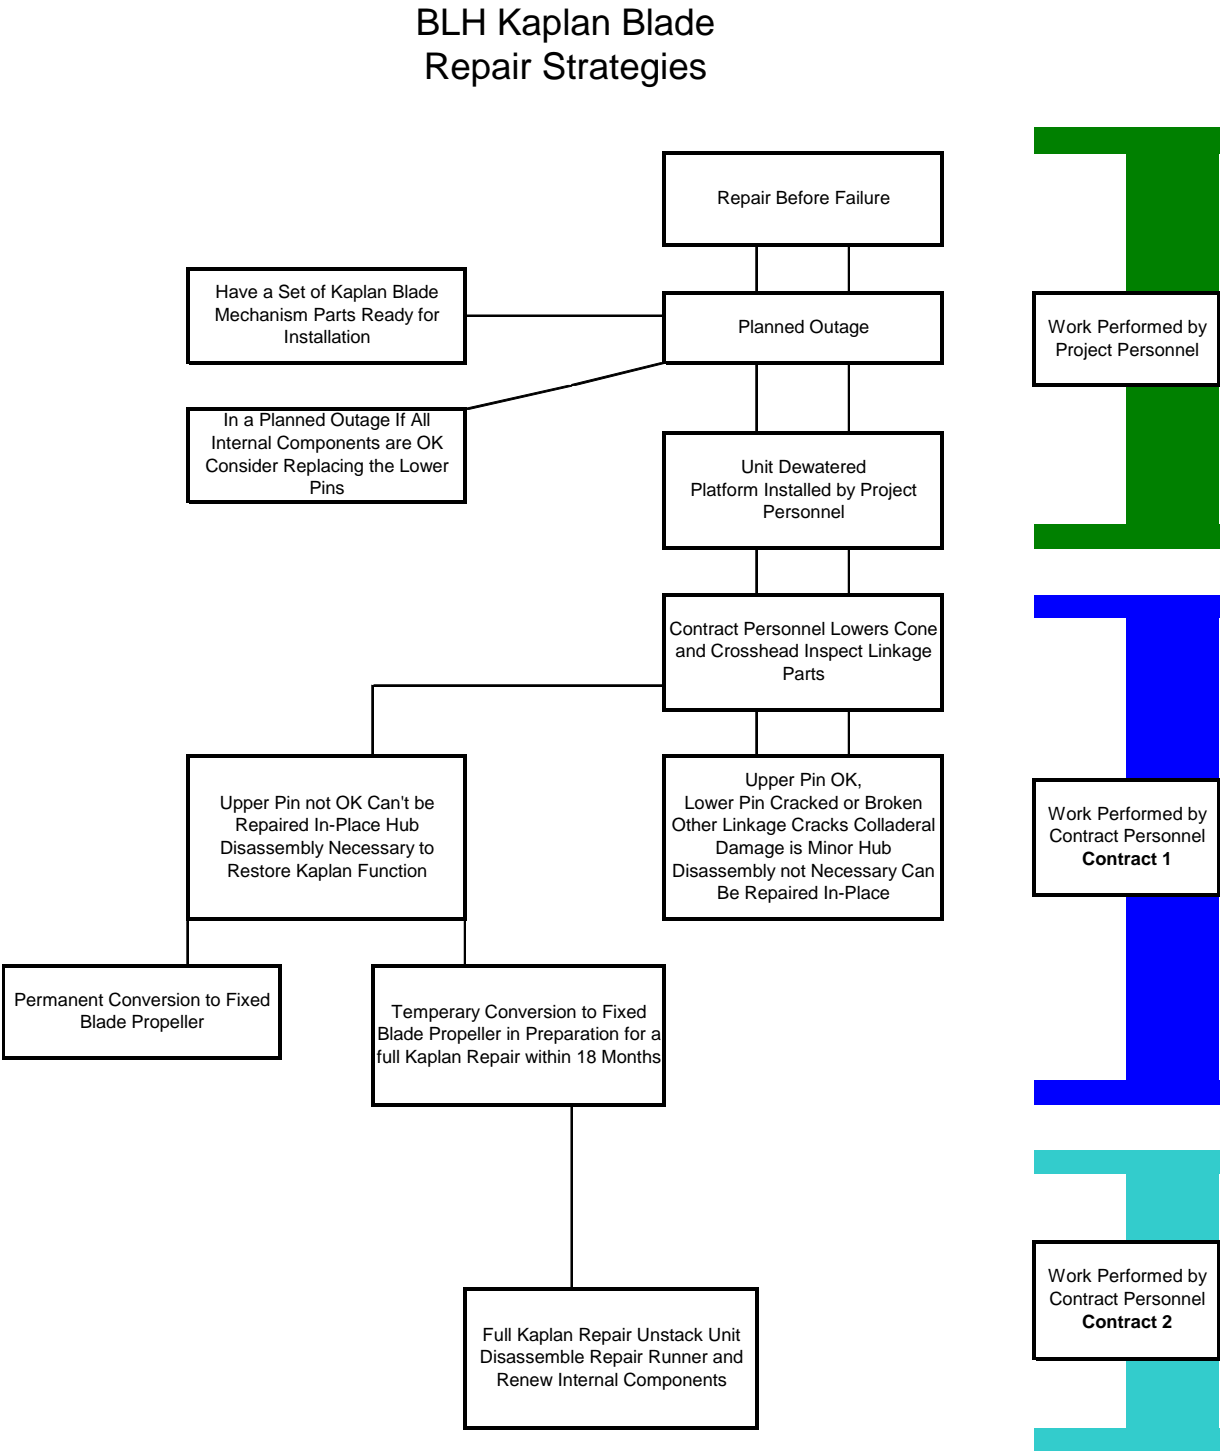 BLH Kaplan Blade
Repair Strategies
Repair Before Failure
Have a Set of Kaplan Blade
Mechanism Parts Ready for
Installation
Planned Outage
Work Performed by
Project Personnel
In a Planned Outage If All
Internal Components are OK
Consider Replacing the Lower
Pins
Unit Dewatered
Platform Installed by Project
Personnel
Contract Personnel Lowers Cone
and Crosshead Inspect Linkage
Parts
Upper Pin not OK Can't be
Repaired In-Place Hub
Disassembly Necessary to
Restore Kaplan Function
Upper Pin OK,
Lower Pin Cracked or Broken
Other Linkage Cracks Colladeral
Damage is Minor Hub
Disassembly not Necessary Can
Be Repaired In-Place
Work Performed by
Contract Personnel
Contract 1
Permanent Conversion to Fixed
Blade Propeller
Temperary Conversion to Fixed
Blade Propeller in Preparation for a
full Kaplan Repair within 18 Months
Work Performed by
Contract Personnel
Contract 2
Full Kaplan Repair Unstack Unit
Disassemble Repair Runner and
Renew Internal Components